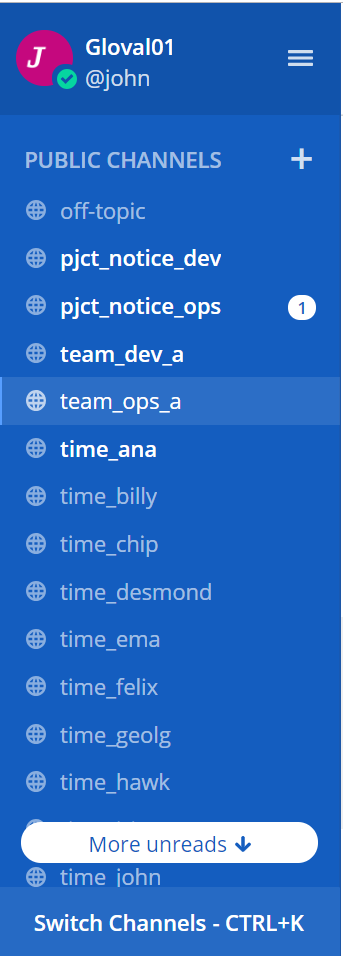 J
Gloval01
@john
PUBLIC CHANNELS
off-topic
pjct_notice_dev
pjct_notice_ops
1
team_dev_a
team_ops_a
time_ana
time_billy
time_chip
time_desmond
time_ema
time_felix
time_geolg
time_hawk
More unreads
time_john
Switch Channels - CTRL+K